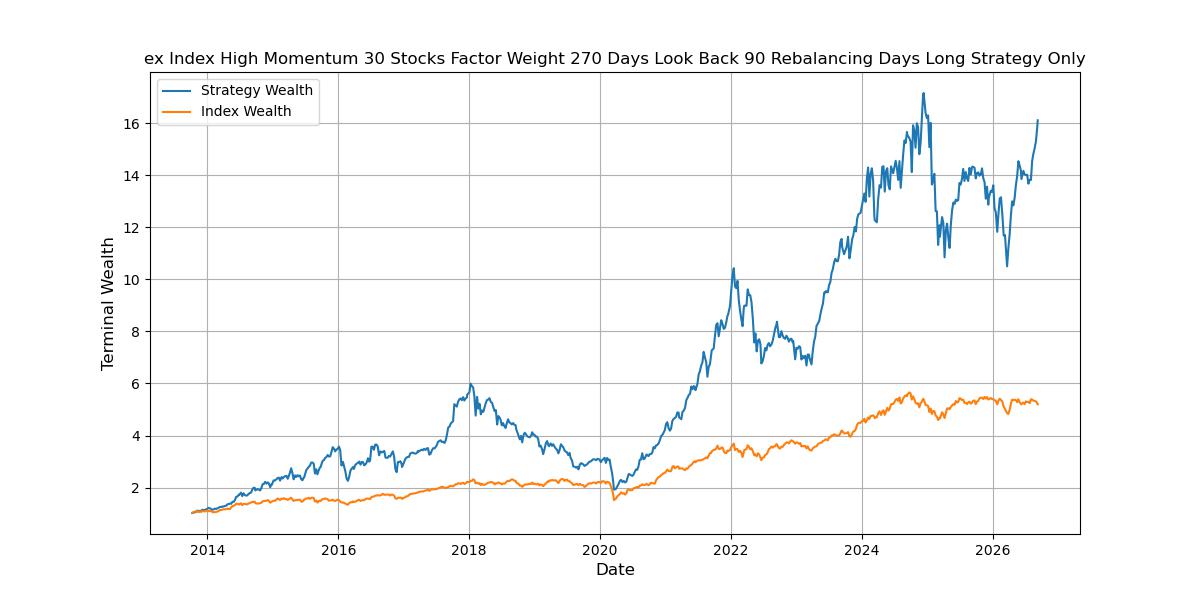 ex Index High Momentum 30 Stocks Factor Weight 270 Days Look Back 90 Rebalancing Days Long Strategy Only
Strategy Wealth
Index Wealth
Terminal Wealth
16
14
12
10
8
6
4
2
2014 2016 2018 2020 2022 2024 2026
Date